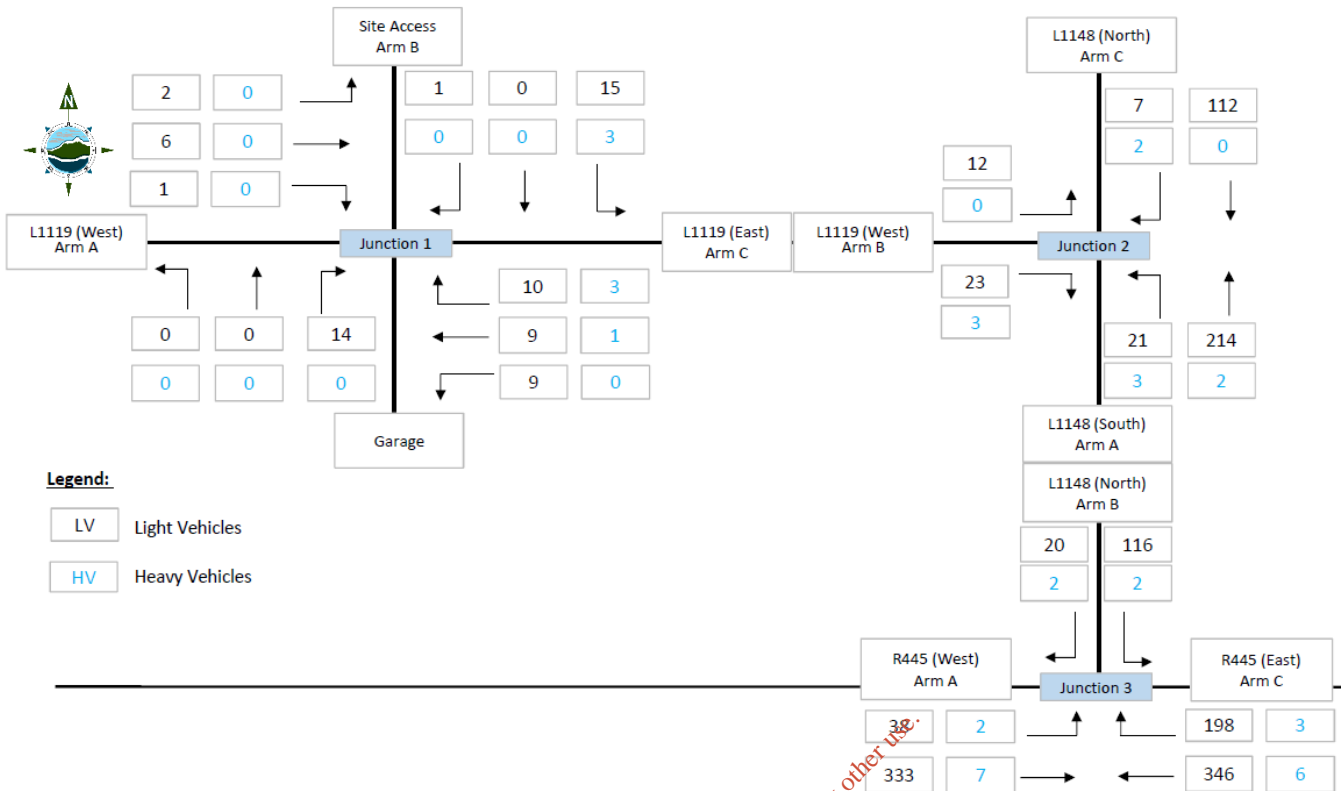 Site Access
Arm B
L1148 (North)
Arm C
N
2 0
6 0
1 0
1 0 15
0 0 3
7 112
2 0
12
0
L1119 (West)
Arm A
Junction 1
L1119 (East)
Arm C
L1119 (West)
Arm B
Junction 2
0 0 14
0 0 0
10 3
9 1
9 0
23
3
21 214
3 2
Garage
L1148 (South)
Arm A
L1148 (North)
Arm B
Legend:
LV Light Vehicles
HV Heavy Vehicles
20 116
2 2
R445 (West)
Arm A
Junction 3
R445 (East)
Arm C
38 2
333 7
198 3
346 6
other use.